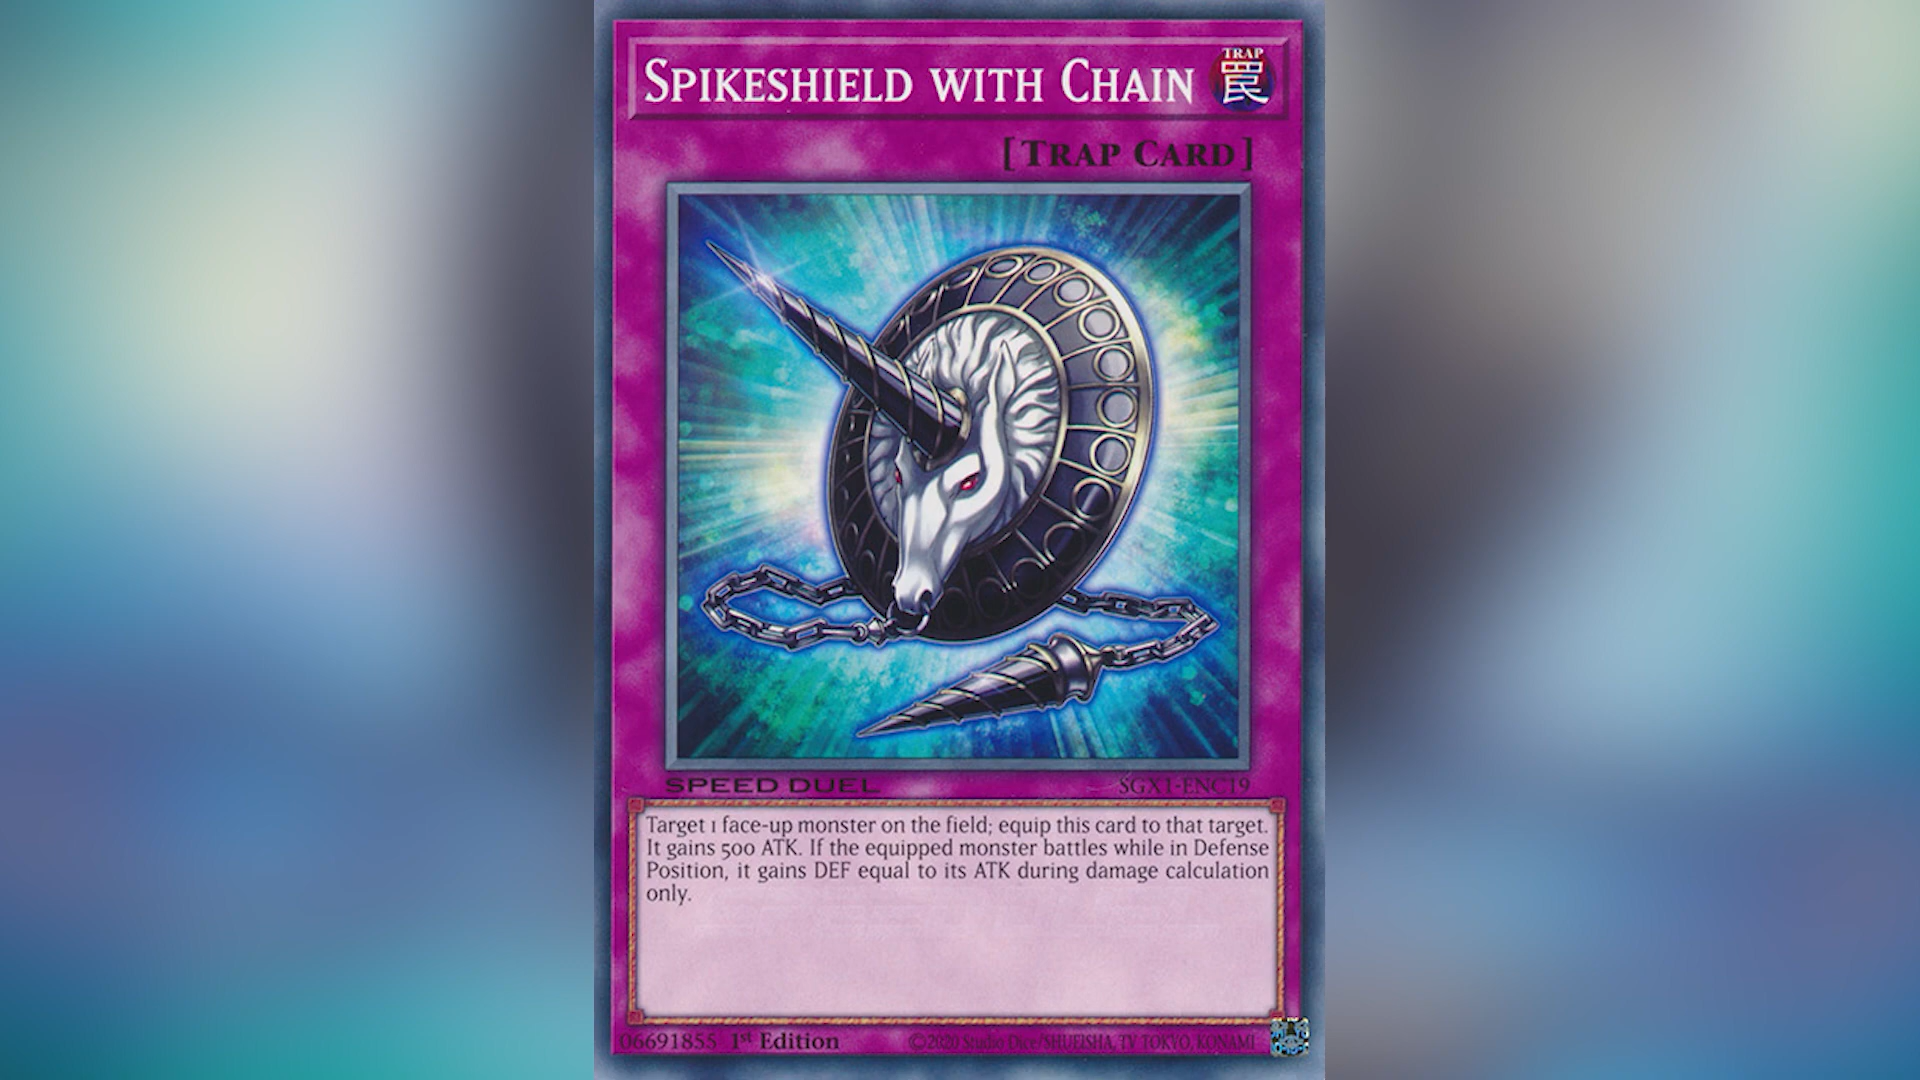 SPIKESHIELD WITH CHAIN
TRAP
罠
[TRAP CARD]
SPEED DUEL
SGX1-ENC19
Target 1 face-up monster on the field; equip this card to that target.
It gains 500 ATK. If the equipped monster battles while in Defense
Position, it gains DEF equal to its ATK during damage calculation
only.
06691855 1st Edition
©2020 Studio Dice/SHUEISHA, TV TOKYO, KONAMI